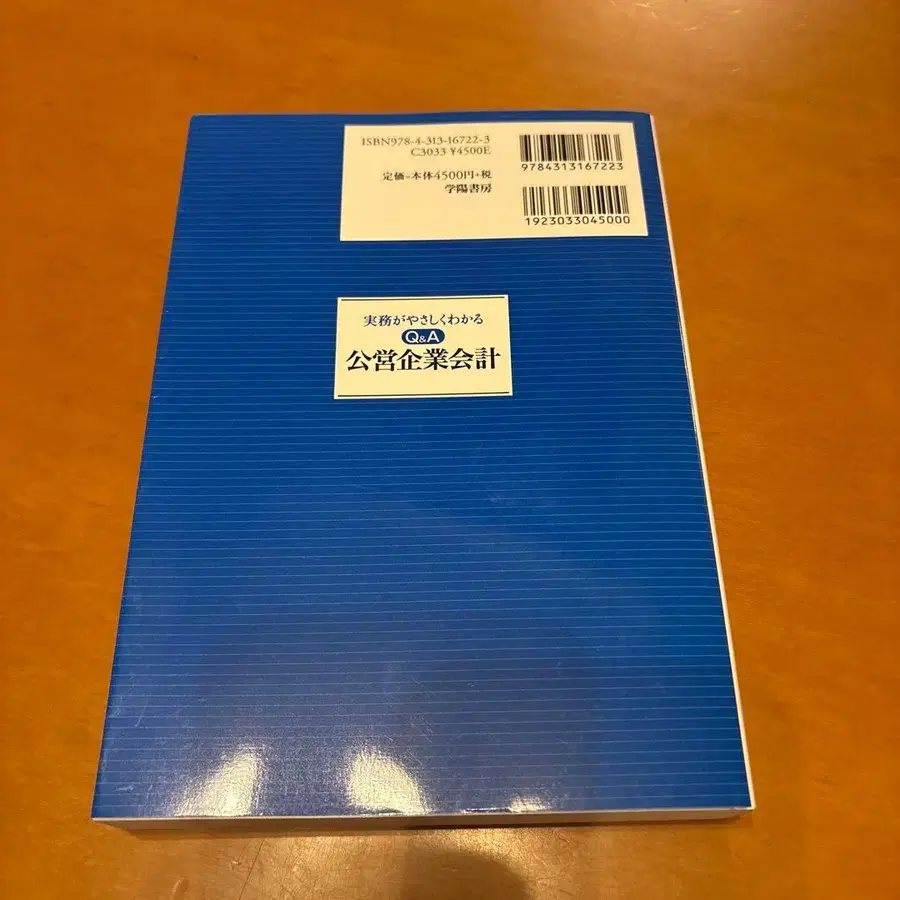 ISBN978-4-313-16722-3
C3033 ¥4500E
定価=本体4500円+税
学陽書房
9784313167223
1923033045000
実務がやさしくわかる
Q&A
公営企業会計